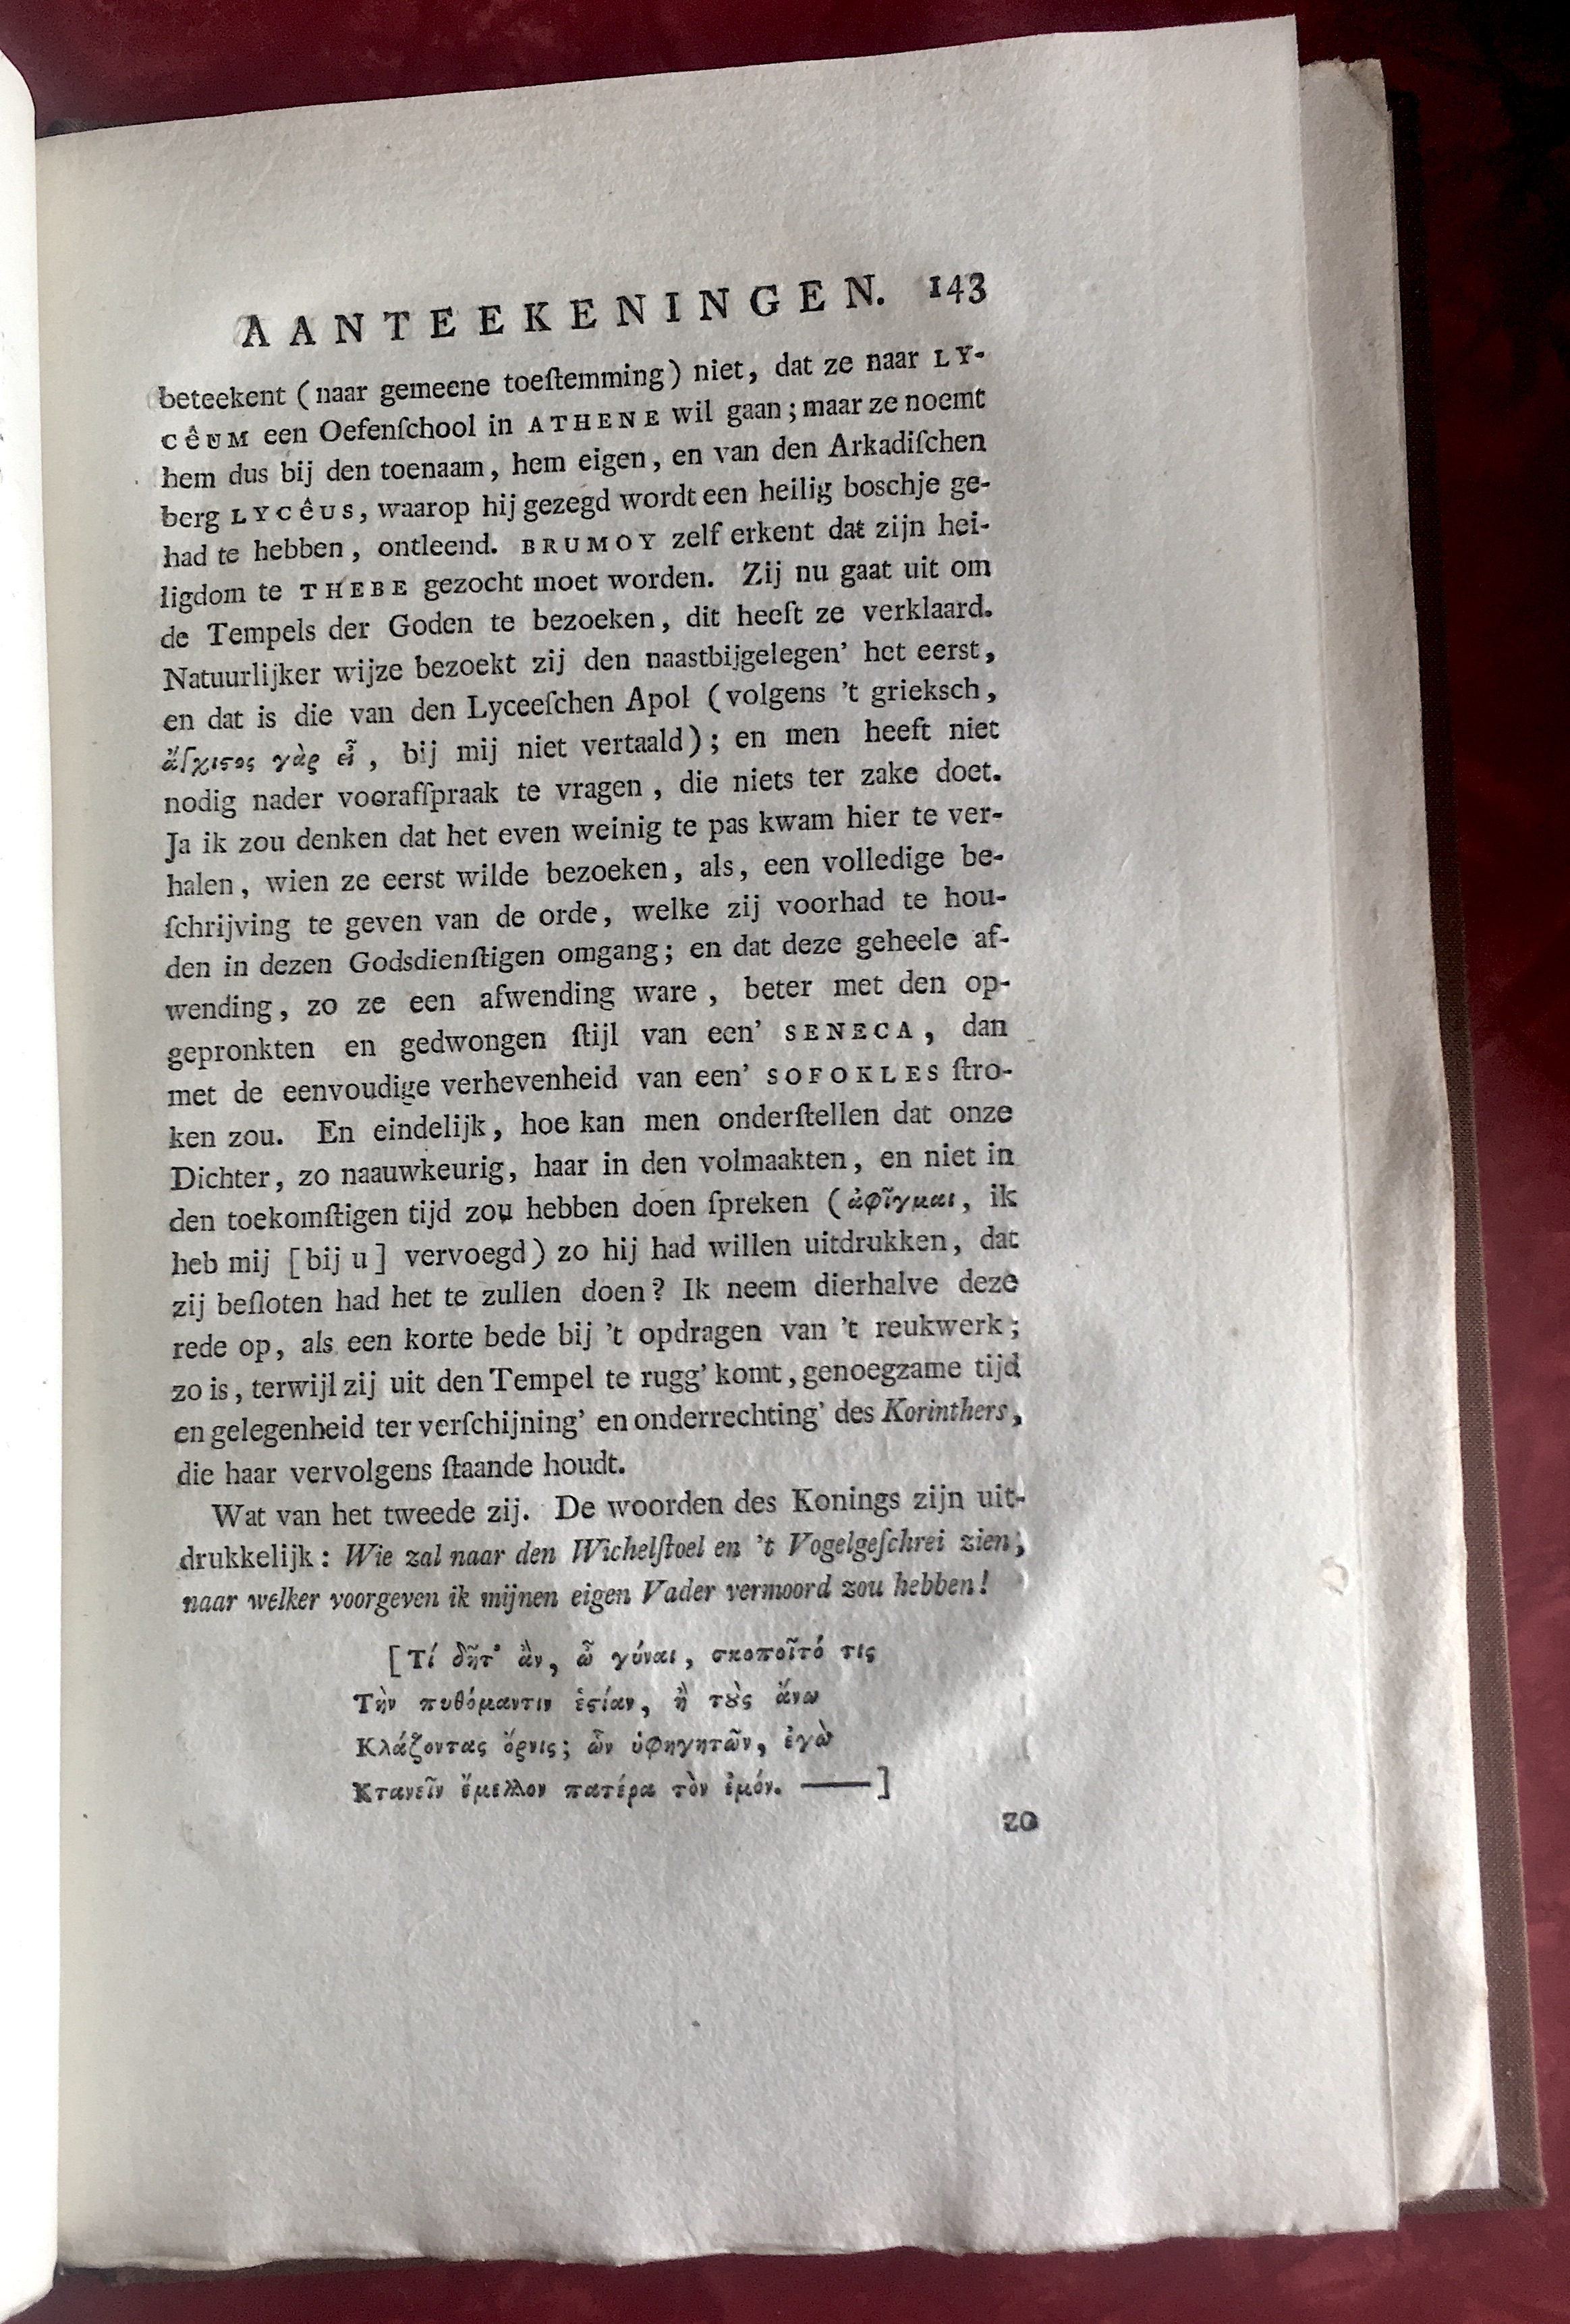 AANTEEKENINGEN. 143
beteekent (naar gemeene toeſtemming) niet, dat ze naar LY-
CÊUM een Oefenſchool in ATHENE wil gaan; maar ze noemt
hem dus bij den toenaam, hem eigen, en van den Arkadiſchen
berg LYCÊUS, waarop hij gezegd wordt een heilig boschje ge-
had te hebben, ontleend. BRUMOY zelf erkent dat zijn hei-
ligdom te THEBE gezocht moet worden. Zij nu gaat uit om
de Tempels der Goden te bezoeken, dit heeft ze verklaard.
Natuurlijker wijze bezoekt zij den naastbijgelegen' het eerst,
en dat is die van den Lyceeſchen Apol (volgens 't grieksch,
ἄγχιϛος γὰρ εἶ, bij mij niet vertaald); en men heeft niet
nodig nader vooraffpraak te vragen, die niets ter zake doet.
Ja ik zou denken dat het even weinig te pas kwam hier te ver-
halen, wien ze eerst wilde bezoeken, als, een volledige be-
ſchrijving te geven van de orde, welke zij voorhad te hou-
den in dezen Godsdienſtigen omgang; en dat deze geheele af-
wending, zo ze een afwending ware, beter met den op-
gepronkten en gedwongen ſtijl van een' SENECA, dan
met de eenvoudige verhevenheid van een' SOFOKLES ſtro-
ken zou. En eindelijk, hoe kan men onderſtellen dat onze
Dichter, zo naauwkeurig, haar in den volmaakten, en niet in
den toekomſtigen tijd zou hebben doen ſpreken (ἀφῖγμαι, ik
heb mij [bij u] vervoegd) zo hij had willen uitdrukken, dat
zij beſloten had het te zullen doen? Ik neem dierhalve deze
rede op, als een korte bede bij 't opdragen van 't reukwerk;
zo is, terwijl zij uit den Tempel te rugg' komt, genoegzame tijd
en gelegenheid ter verſchijning' en onderrechting' des Korinthers,
die haar vervolgens ſtaande houdt.
Wat van het tweede zij. De woorden des Konings zijn uit-
drukkelijk: Wie zal naar den Wichelſtoel en 't Vogelgeſchrei zien,
naar welker voorgeven ik mijnen eigen Vader vermoord zou hebben!
[Τί δῆτ' ἂν, ὦ γύναι, σκοποῖτό τις
Τὴν πυθόμαντιν ἑϛίαν, ἢ τȣ̀ς ἄνω
Κλάζοντας ὄρνις; ὧν ὑφηγητῶν, ἐγὼ
Κτανεῖν ἔμελλον πατέρα τὸν ἐμόν. ——]
zo